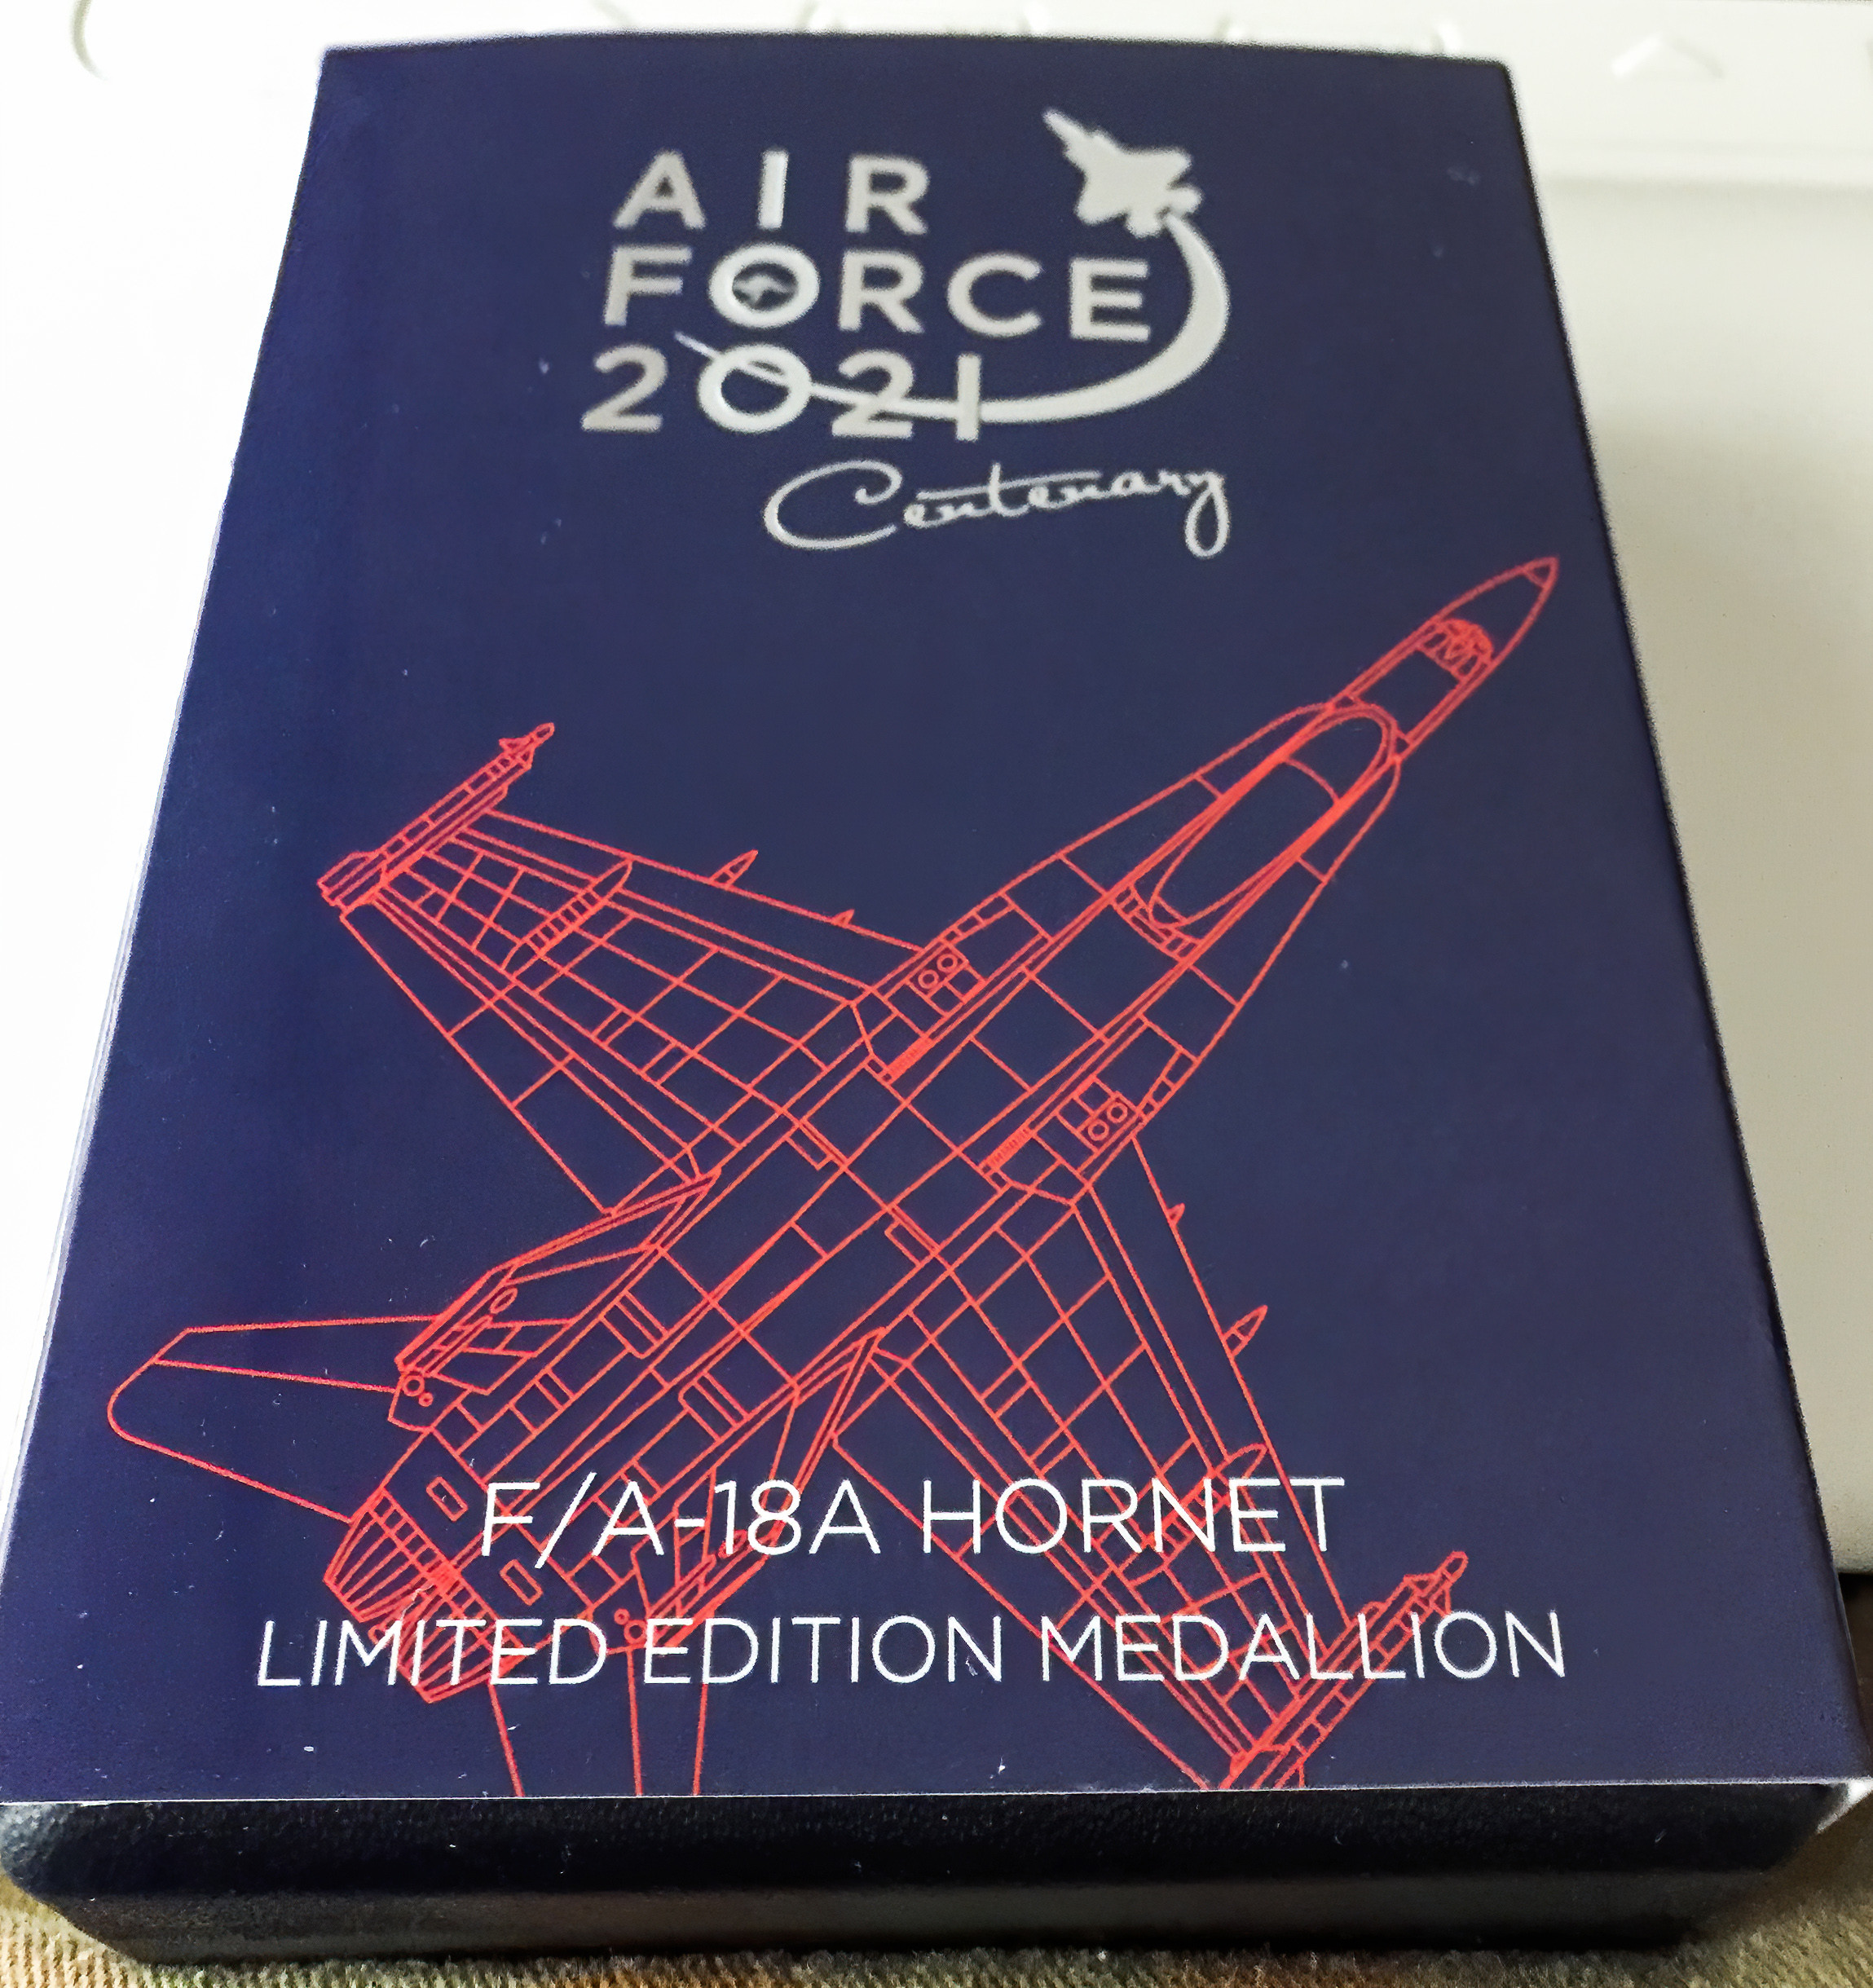 AIR
FORCE
2021
Centenary
F/A-18A HORNET
LIMITED EDITION MEDALLION